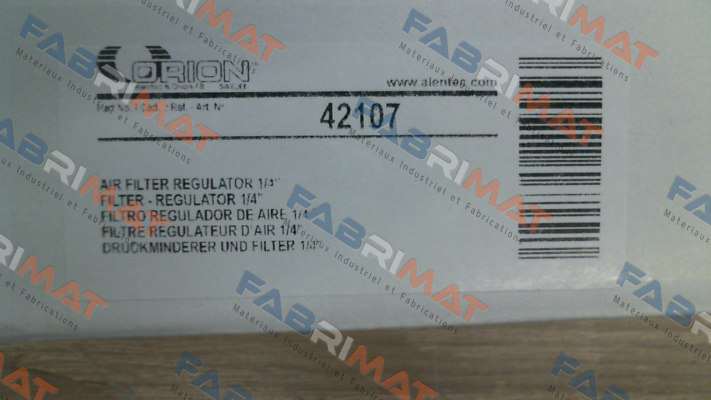 ORION
www.alentec.com
42107
AIR FILTER REGULATOR 1/4"
FILTER - REGULATOR 1/4"
FILTRO REGULADOR DE AIRE 1/4"
FILTRE REGULATEUR D'AIR 1/4"
DRUCKMINDERER UND FILTER 1/4"
FABRIMAT
Materiaux Industriel et Fabrications